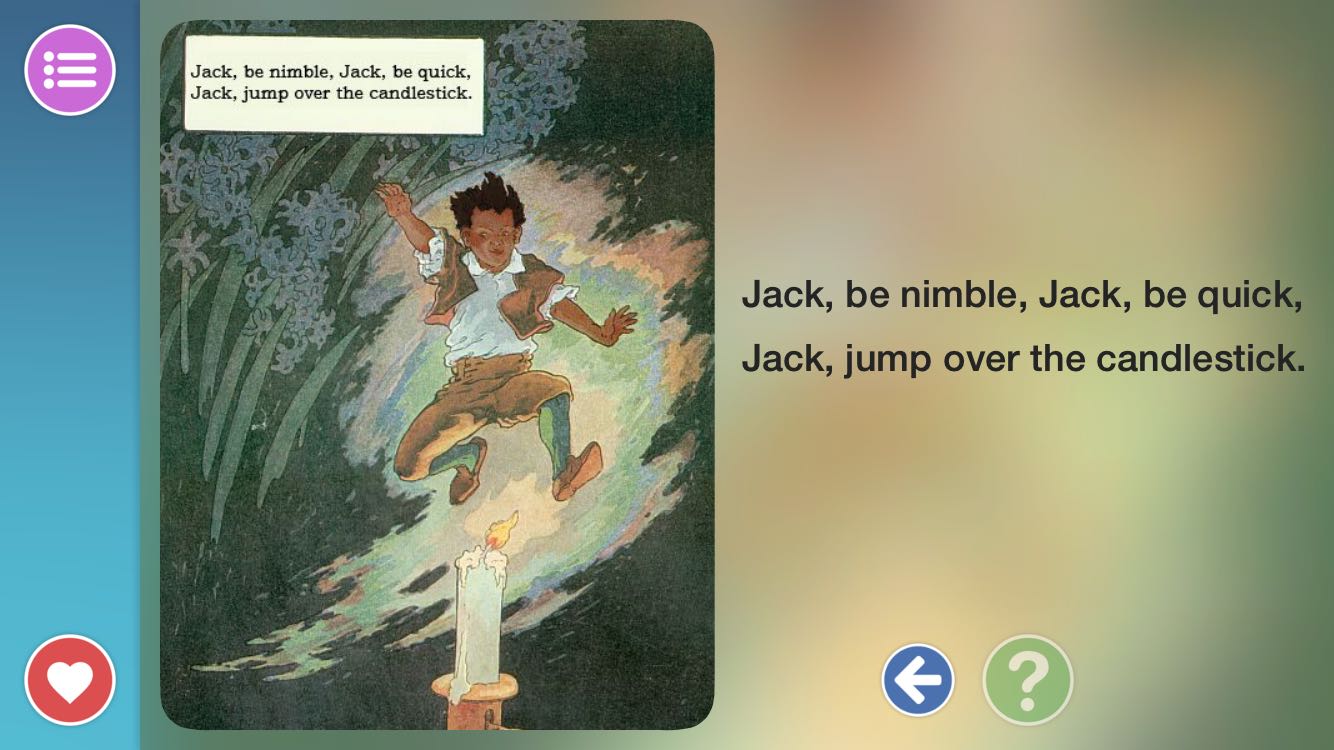 Jack, be nimble, Jack, be quick,
Jack, jump over the candlestick.
Jack, be nimble, Jack, be quick,
Jack, jump over the candlestick.
?